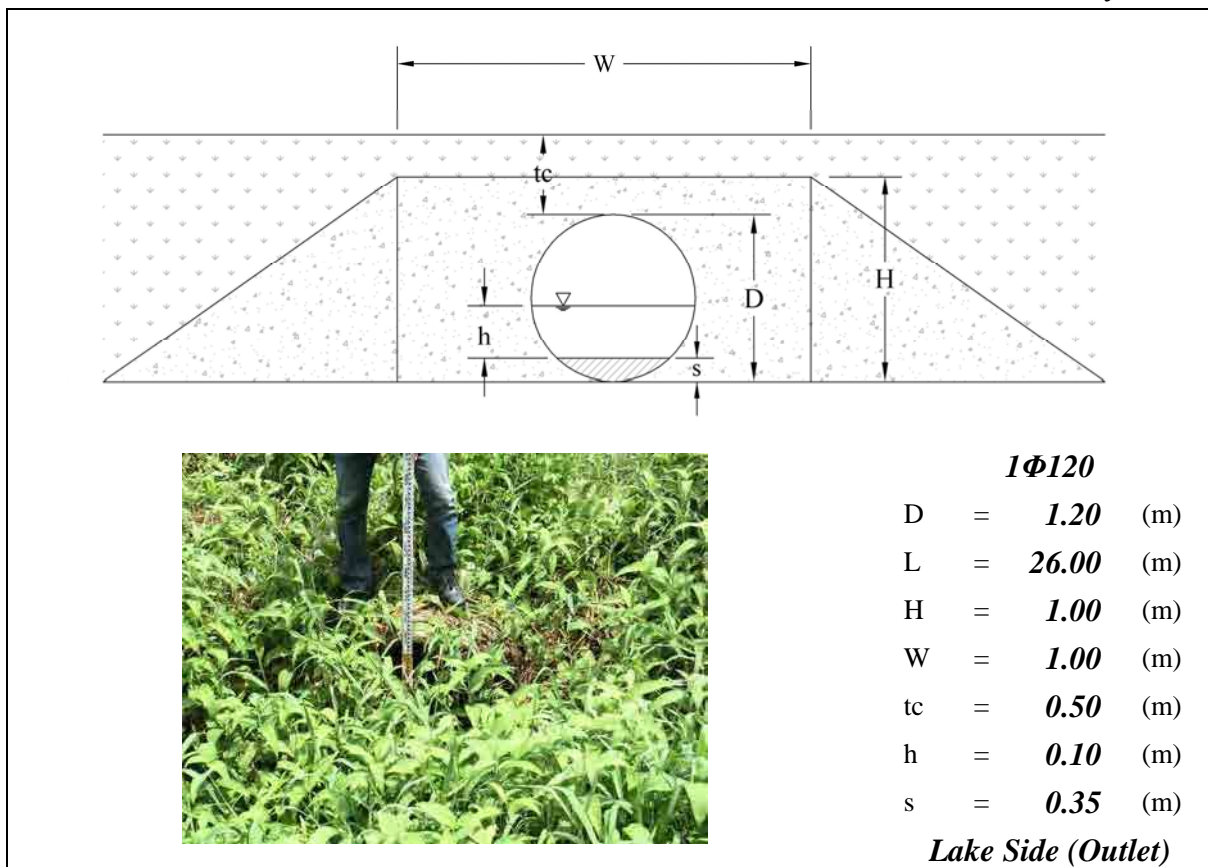 W
tc
D
H
h
s
1Φ120
D = 1.20 (m)
L = 26.00 (m)
H = 1.00 (m)
W = 1.00 (m)
tc = 0.50 (m)
h = 0.10 (m)
s = 0.35 (m)
Lake Side (Outlet)